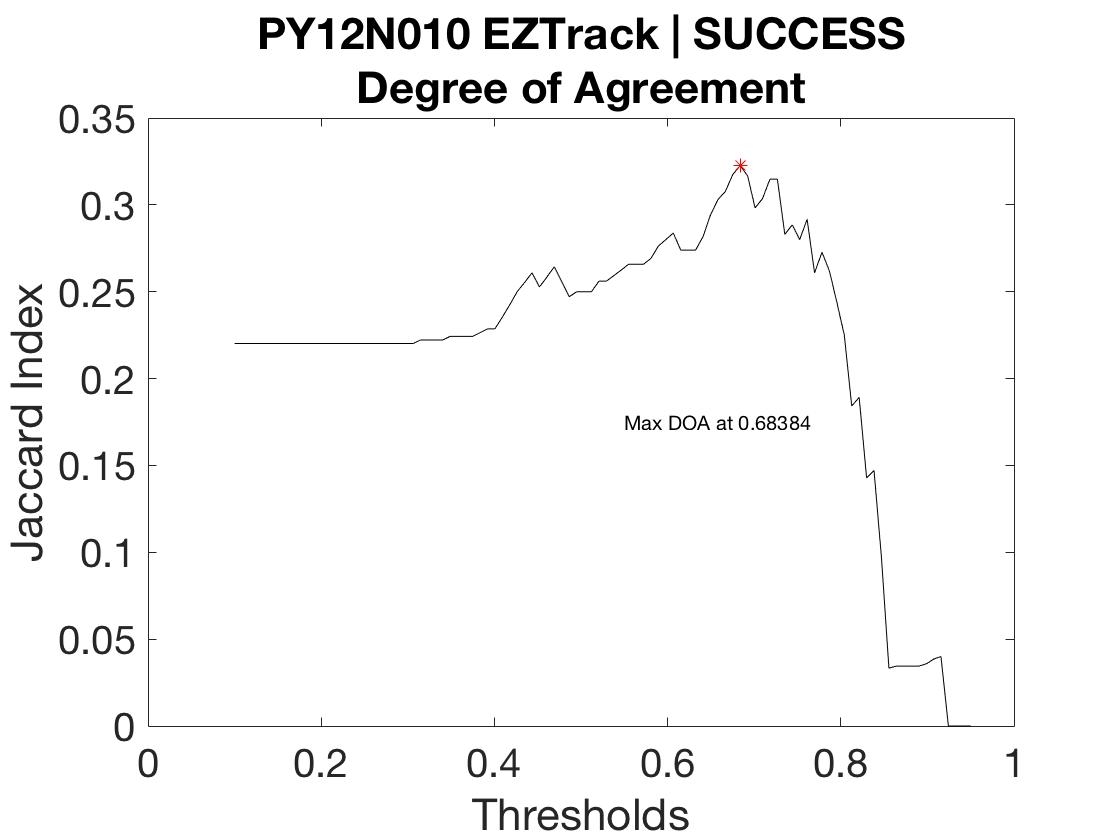 PY12N010 EZTrack | SUCCESS
Degree of Agreement
0.35
0.3
0.25
0.2
0.15
0.1
0.05
0
Jaccard Index
Max DOA at 0.68384
0
0.2
0.4
0.6
0.8
1
Thresholds